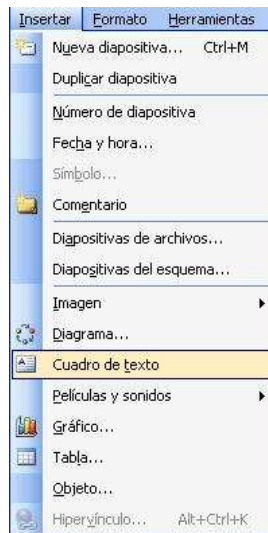 Insertar Formato Herramientas
Nueva diapositiva... Ctrl+M
Duplicar diapositiva
Número de diapositiva
Fecha y hora...
Símbolo...
Comentario
Diapositivas de archivos...
Diapositivas del esquema...
Imagen
Diagrama...
Cuadro de texto
Películas y sonidos
Gráfico...
Tabla...
Objeto...
Hipervínculo... Alt+Ctrl+K